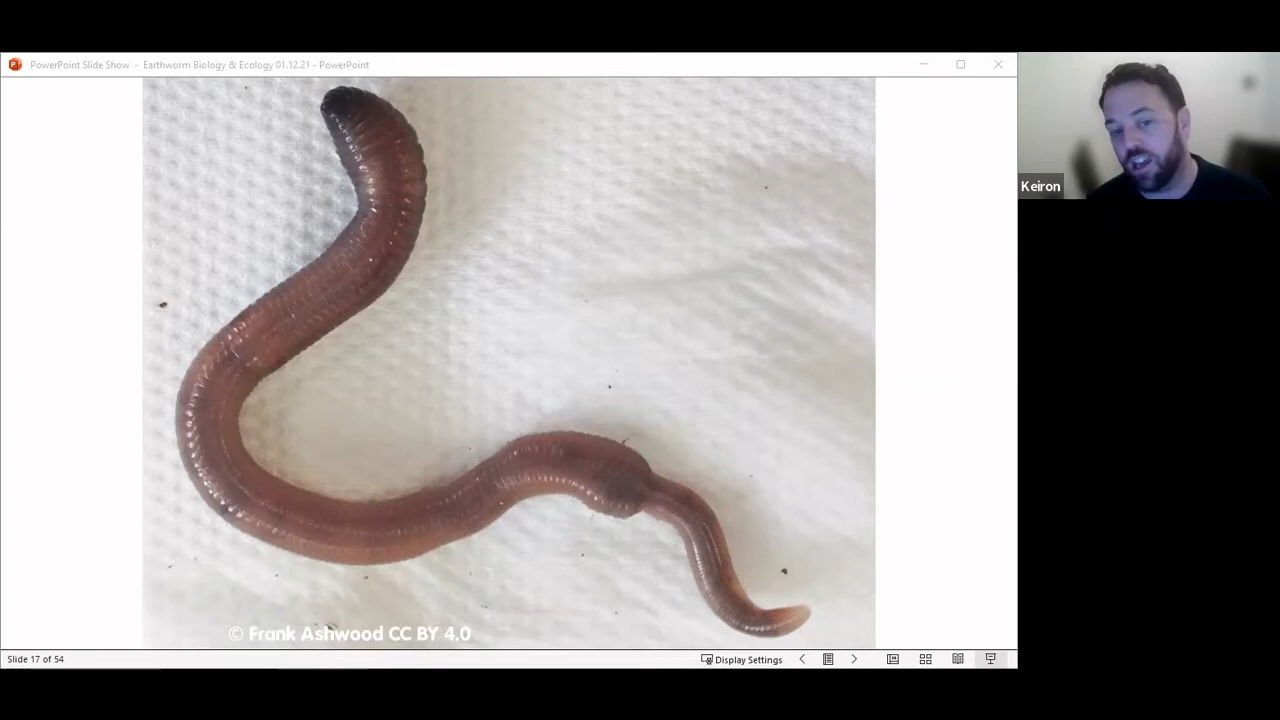 PowerPoint Slide Show - Earthworm Biology & Ecology 01.12.21 - PowerPoint
Keiron
© Frank Ashwood CC BY 4.0
Slide 17 of 54
Display Settings